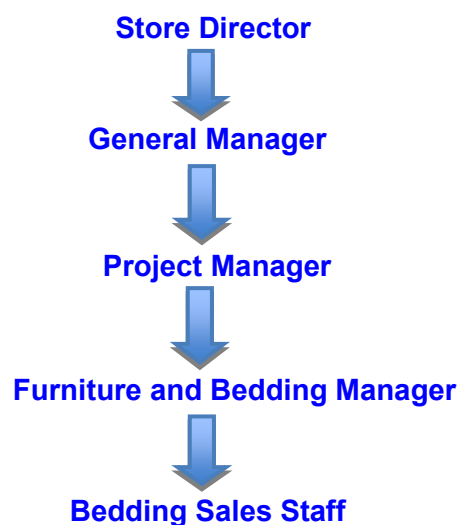 Store Director
General Manager
Project Manager
Furniture and Bedding Manager
Bedding Sales Staff